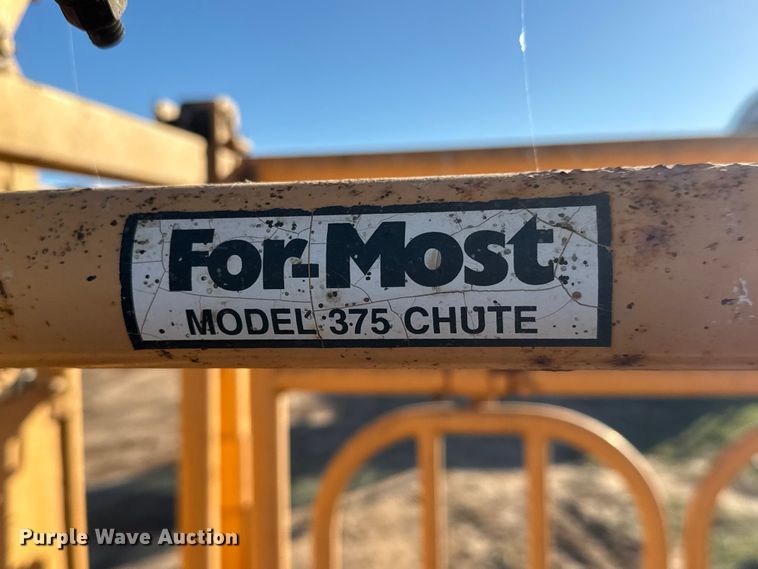 For-Most
MODEL 375 CHUTE
Purple Wave Auction